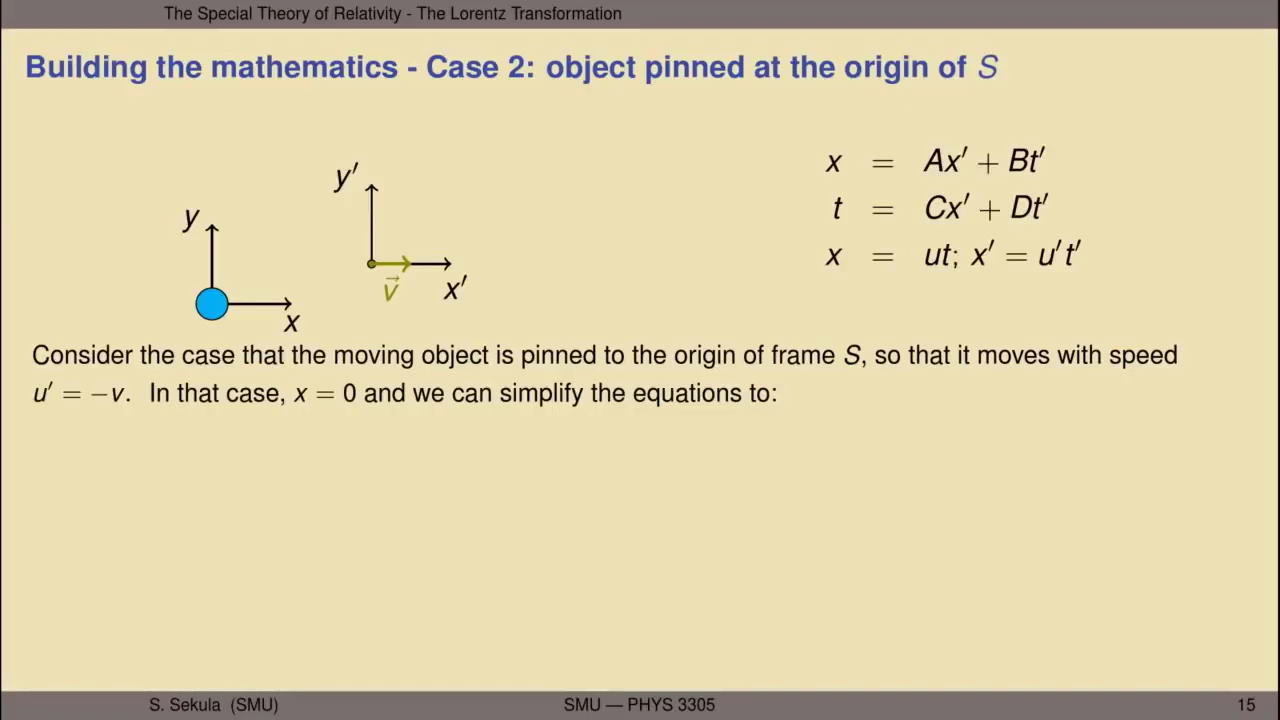 The Special Theory of Relativity - The Lorentz Transformation
Building the mathematics - Case 2: object pinned at the origin of S
y
x
y′
v⃗
x′
x = Ax′ + Bt′
t = Cx′ + Dt′
x = ut; x′ = u′t′
Consider the case that the moving object is pinned to the origin of frame S, so that it moves with speed
u′ = −v. In that case, x = 0 and we can simplify the equations to:
S. Sekula (SMU)
SMU — PHYS 3305
15